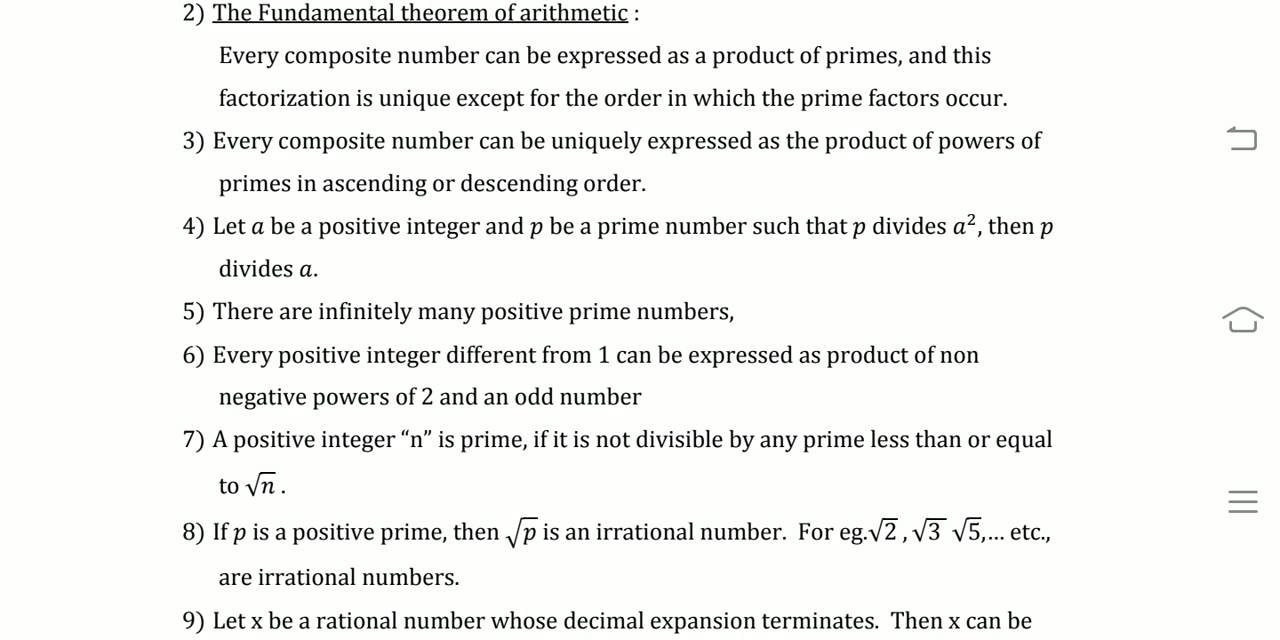 2) The Fundamental theorem of arithmetic :
Every composite number can be expressed as a product of primes, and this
factorization is unique except for the order in which the prime factors occur.
3) Every composite number can be uniquely expressed as the product of powers of
primes in ascending or descending order.
4) Let a be a positive integer and p be a prime number such that p divides a², then p
divides a.
5) There are infinitely many positive prime numbers,
6) Every positive integer different from 1 can be expressed as product of non
negative powers of 2 and an odd number
7) A positive integer “n” is prime, if it is not divisible by any prime less than or equal
to √n .
8) If p is a positive prime, then √p is an irrational number. For eg.√2 , √3 √5,... etc.,
are irrational numbers.
9) Let x be a rational number whose decimal expansion terminates. Then x can be